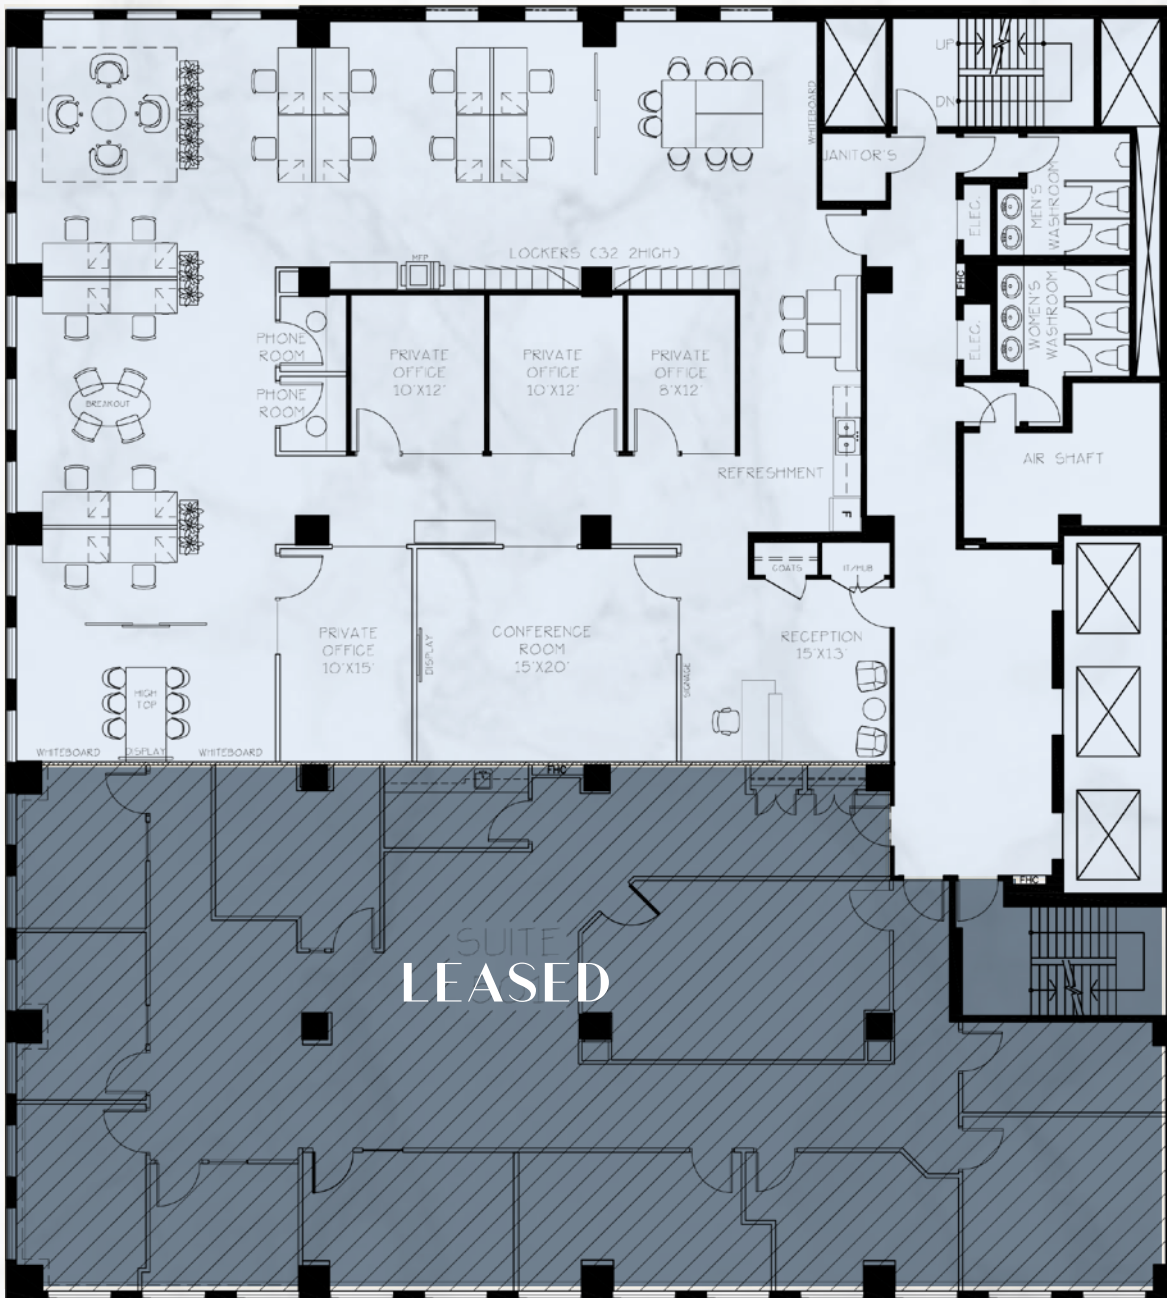 UP
DN
WHITEBOARD
JANITOR'S
ELEC.
MEN'S
WASHROOM
LOCKERS (32 2HIGH)
MFP
FHC
WOMEN'S
WASHROOM
ELEC.
PHONE
ROOM
PHONE
ROOM
PRIVATE
OFFICE
10'X12'
PRIVATE
OFFICE
10'X12'
PRIVATE
OFFICE
8'X12'
BREAKOUT
REFRESHMENT
AIR SHAFT
F
COATS
IT/HUB
PRIVATE
OFFICE
10'X15'
DISPLAY
CONFERENCE
ROOM
15'X20'
SIGNAGE
RECEPTION
15'X13'
HIGH
TOP
WHITEBOARD
DISPLAY
WHITEBOARD
FHC
FHC
SUITE
LEASED